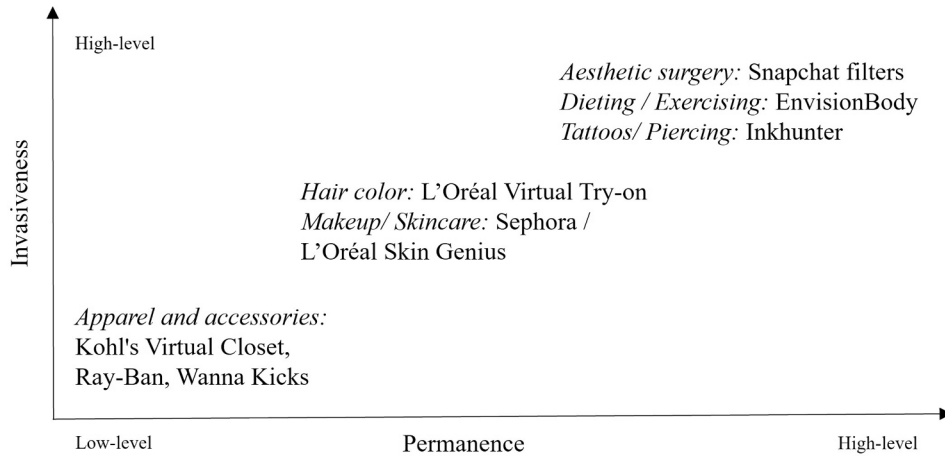 High-level
Aesthetic surgery: Snapchat filters
Dieting / Exercising: EnvisionBody
Tattoos/ Piercing: Inkhunter
Invasiveness
Hair color: L’Oréal Virtual Try-on
Makeup/ Skincare: Sephora /
L’Oréal Skin Genius
Apparel and accessories:
Kohl's Virtual Closet,
Ray-Ban, Wanna Kicks
Low-level
Permanence
High-level